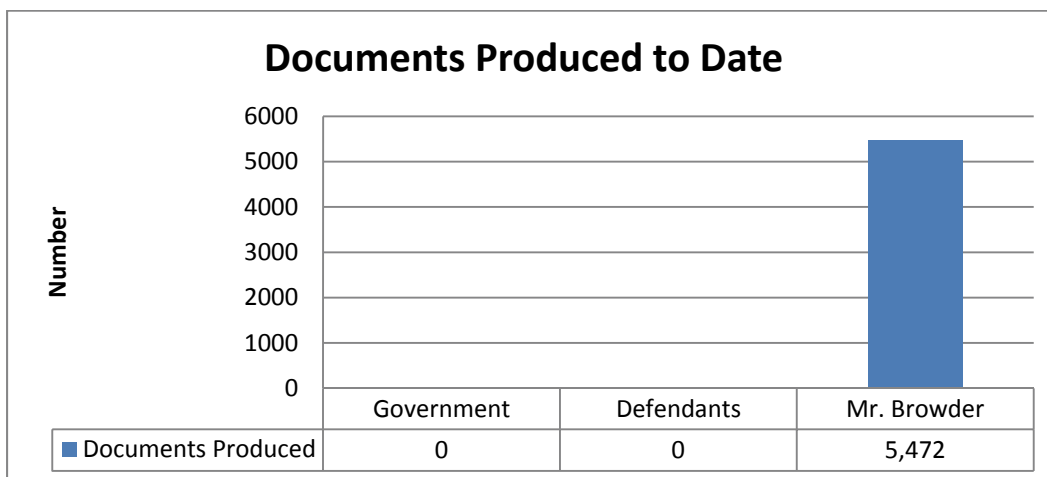 Documents Produced to Date
Number
6000
5000
4000
3000
2000
1000
0
Government Defendants Mr. Browder
Documents Produced 0 0 5,472